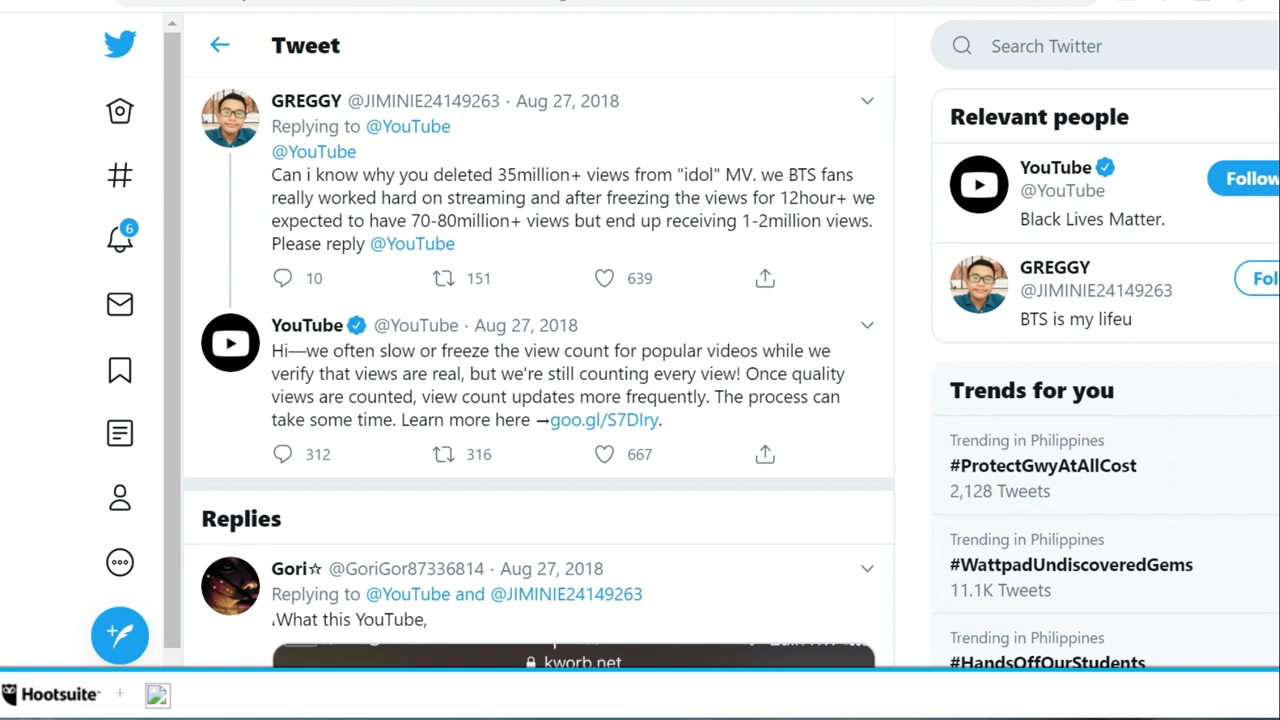 Tweet
GREGGY @JIMINIE24149263 · Aug 27, 2018
Replying to @YouTube
@YouTube
Can i know why you deleted 35million+ views from "idol" MV. we BTS fans
really worked hard on streaming and after freezing the views for 12hour+ we
expected to have 70-80million+ views but end up receiving 1-2million views.
Please reply @YouTube
10 151 639
YouTube @YouTube · Aug 27, 2018
Hi—we often slow or freeze the view count for popular videos while we
verify that views are real, but we're still counting every view! Once quality
views are counted, view count updates more frequently. The process can
take some time. Learn more here →goo.gl/S7DIry.
312 316 667
Replies
Gori☆ @GoriGor87336814 · Aug 27, 2018
Replying to @YouTube and @JIMINIE24149263
.What this YouTube,
kworb.net
Search Twitter
Relevant people
YouTube
@YouTube
Follow
Black Lives Matter.
GREGGY
@JIMINIE24149263
Fol
BTS is my lifeu
Trends for you
Trending in Philippines
#ProtectGwyAtAllCost
2,128 Tweets
Trending in Philippines
#WattpadUndiscoveredGems
11.1K Tweets
Trending in Philippines
#HandsOffOurStudents
6
Hootsuite